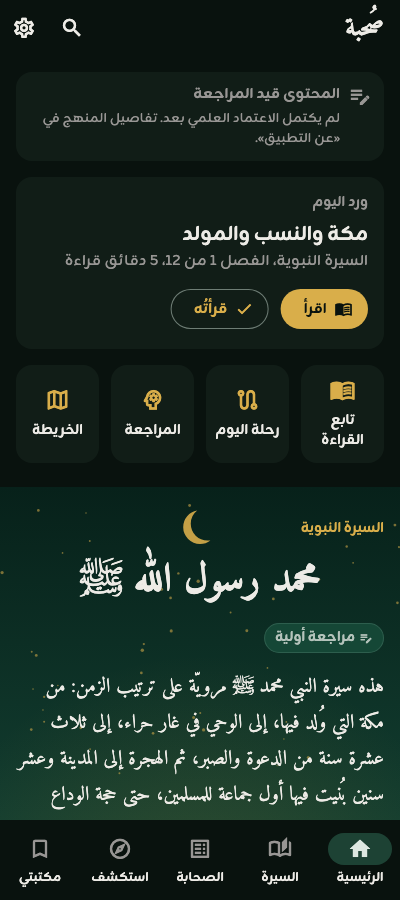 صُحبة
المحتوى قيد المراجعة
لم يكتمل الاعتماد العلمي بعد. تفاصيل المنهج في
«عن التطبيق».
ورد اليوم
مكة والنسب والمولد
السيرة النبوية، الفصل 1 من 12، 5 دقائق قراءة
اقرأ
قرأتُه
تابع
القراءة
رحلة اليوم
المراجعة
الخريطة
السيرة النبوية
محمد رسول الله ﷺ
مراجعة أولية
هذه سيرة النبي محمد ﷺ مرويّة على ترتيب الزمن: من
مكة التي وُلد فيها، إلى الوحي في غار حراء، إلى ثلاث
عشرة سنة من الدعوة والصبر، ثم الهجرة إلى المدينة وعشر
سنين بُنيت فيها أول جماعة للمسلمين، حتى حجة الوداع
الرئيسية
السيرة
الصحابة
استكشف
مكتبتي